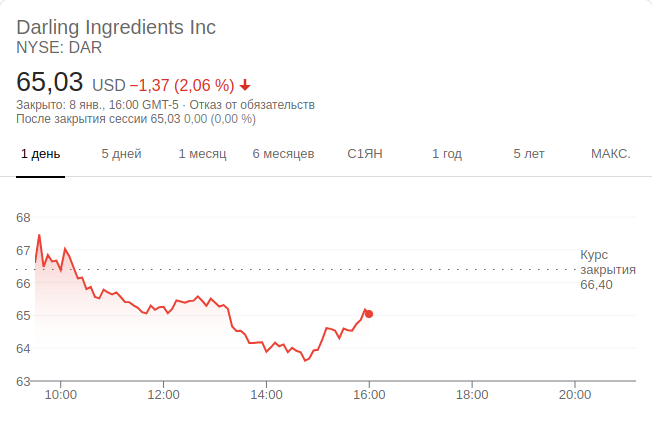 Darling Ingredients Inc
NYSE: DAR
65,03 USD −1,37 (2,06 %)
Закрыто: 8 янв., 16:00 GMT-5 · Отказ от обязательств
После закрытия сессии 65,03 0,00 (0,00 %)
1 день 5 дней 1 месяц 6 месяцев С1ЯН 1 год 5 лет МАКС.
68
67
Курс
закрытия
66,40
66
65
64
63
10:00 12:00 14:00 16:00 18:00 20:00